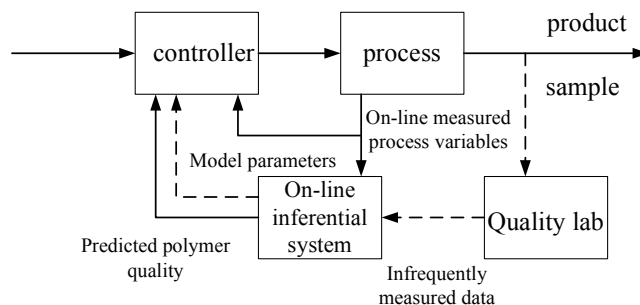 product
controller
process
sample
On-line measured
process variables
Model parameters
On-line
inferential
system
Quality lab
Predicted polymer
quality
Infrequently
measured data